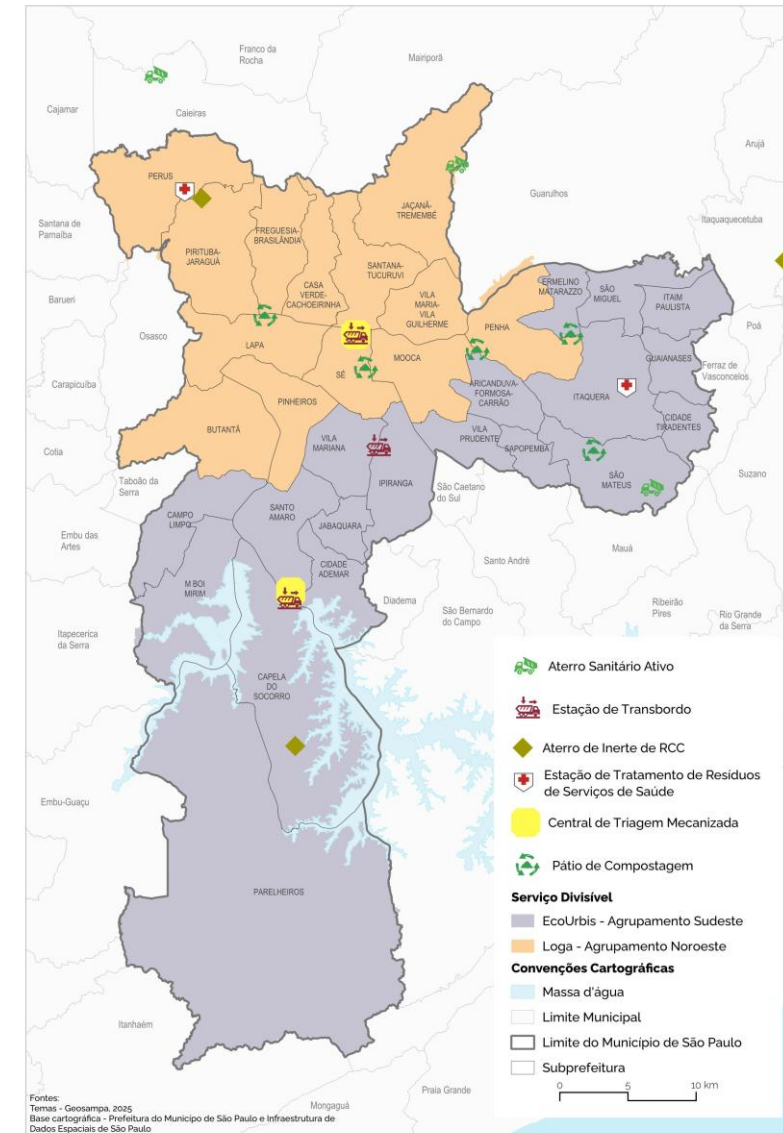 Franco da
Rocha
Mairiporã
Cajamar
Caieiras
Arujá
PERUS
Guarulhos
JAÇANÃ-
TREMEMBÉ
Santana de
Parnaíba
Itaquaquecetuba
FREGUESIA-
BRASILÂNDIA
PIRITUBA-
JARAGUÁ
SANTANA-
TUCURUVI
CASA
VERDE-
CACHOEIRINHA
ERMELINO
MATARAZZO
SÃO
MIGUEL
ITAIM
PAULISTA
Barueri
VILA
MARIA-
VILA
GUILHERME
PENHA
Poá
Osasco
LAPA
MOOCA
GUAIANASES
Ferraz de
Vasconcelos
SÉ
Carapicuíba
ARICANDUVA-
FORMOSA-
CARRÃO
ITAQUERA
PINHEIROS
CIDADE
TIRADENTES
BUTANTÃ
VILA
MARIANA
VILA
PRUDENTE
SAPOPEMBA
Cotia
SÃO
MATEUS
Suzano
Taboão da
Serra
IPIRANGA
São Caetano
do Sul
CAMPO
LIMPO
SANTO
AMARO
JABAQUARA
Embu das
Artes
Mauá
Santo André
CIDADE
ADEMAR
M BOI
MIRIM
Diadema
São Bernardo
do Campo
Ribeirão
Pires
Rio Grande
da Serra
Itapecerica
da Serra
CAPELA
DO
SOCORRO
Embu-Guaçu
PARELHEIROS
Itanhaém
Mongaguá
Praia Grande
Aterro Sanitário Ativo
Estação de Transbordo
Aterro de Inerte de RCC
Estação de Tratamento de Resíduos
de Serviços de Saúde
Central de Triagem Mecanizada
Pátio de Compostagem
Serviço Divisível
EcoUrbis - Agrupamento Sudeste
Loga - Agrupamento Noroeste
Convenções Cartográficas
Massa d'água
Limite Municipal
Limite do Município de São Paulo
Subprefeitura
0 5 10 km
Fontes:
Temas - Geosampa, 2025
Base cartográfica - Prefeitura do Município de São Paulo e Infraestrutura de
Dados Espaciais de São Paulo